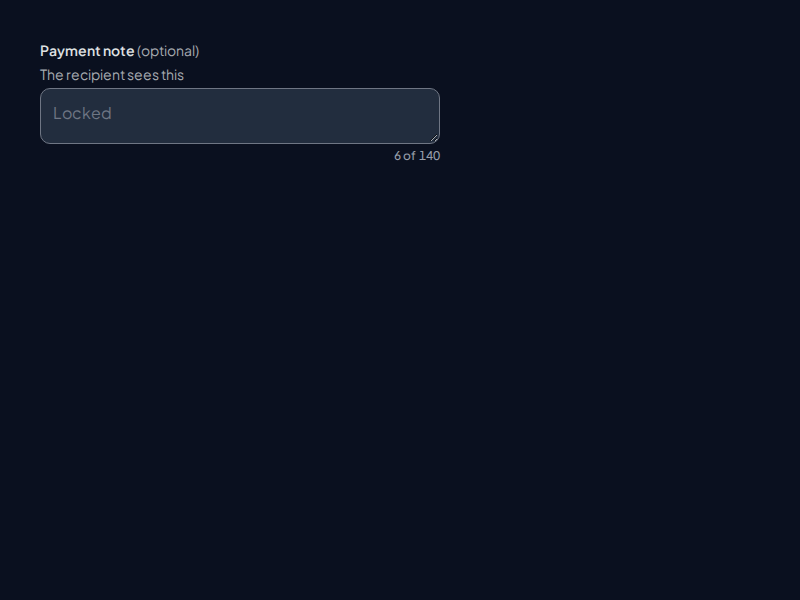 Payment note (optional)
The recipient sees this
Locked
6 of 140